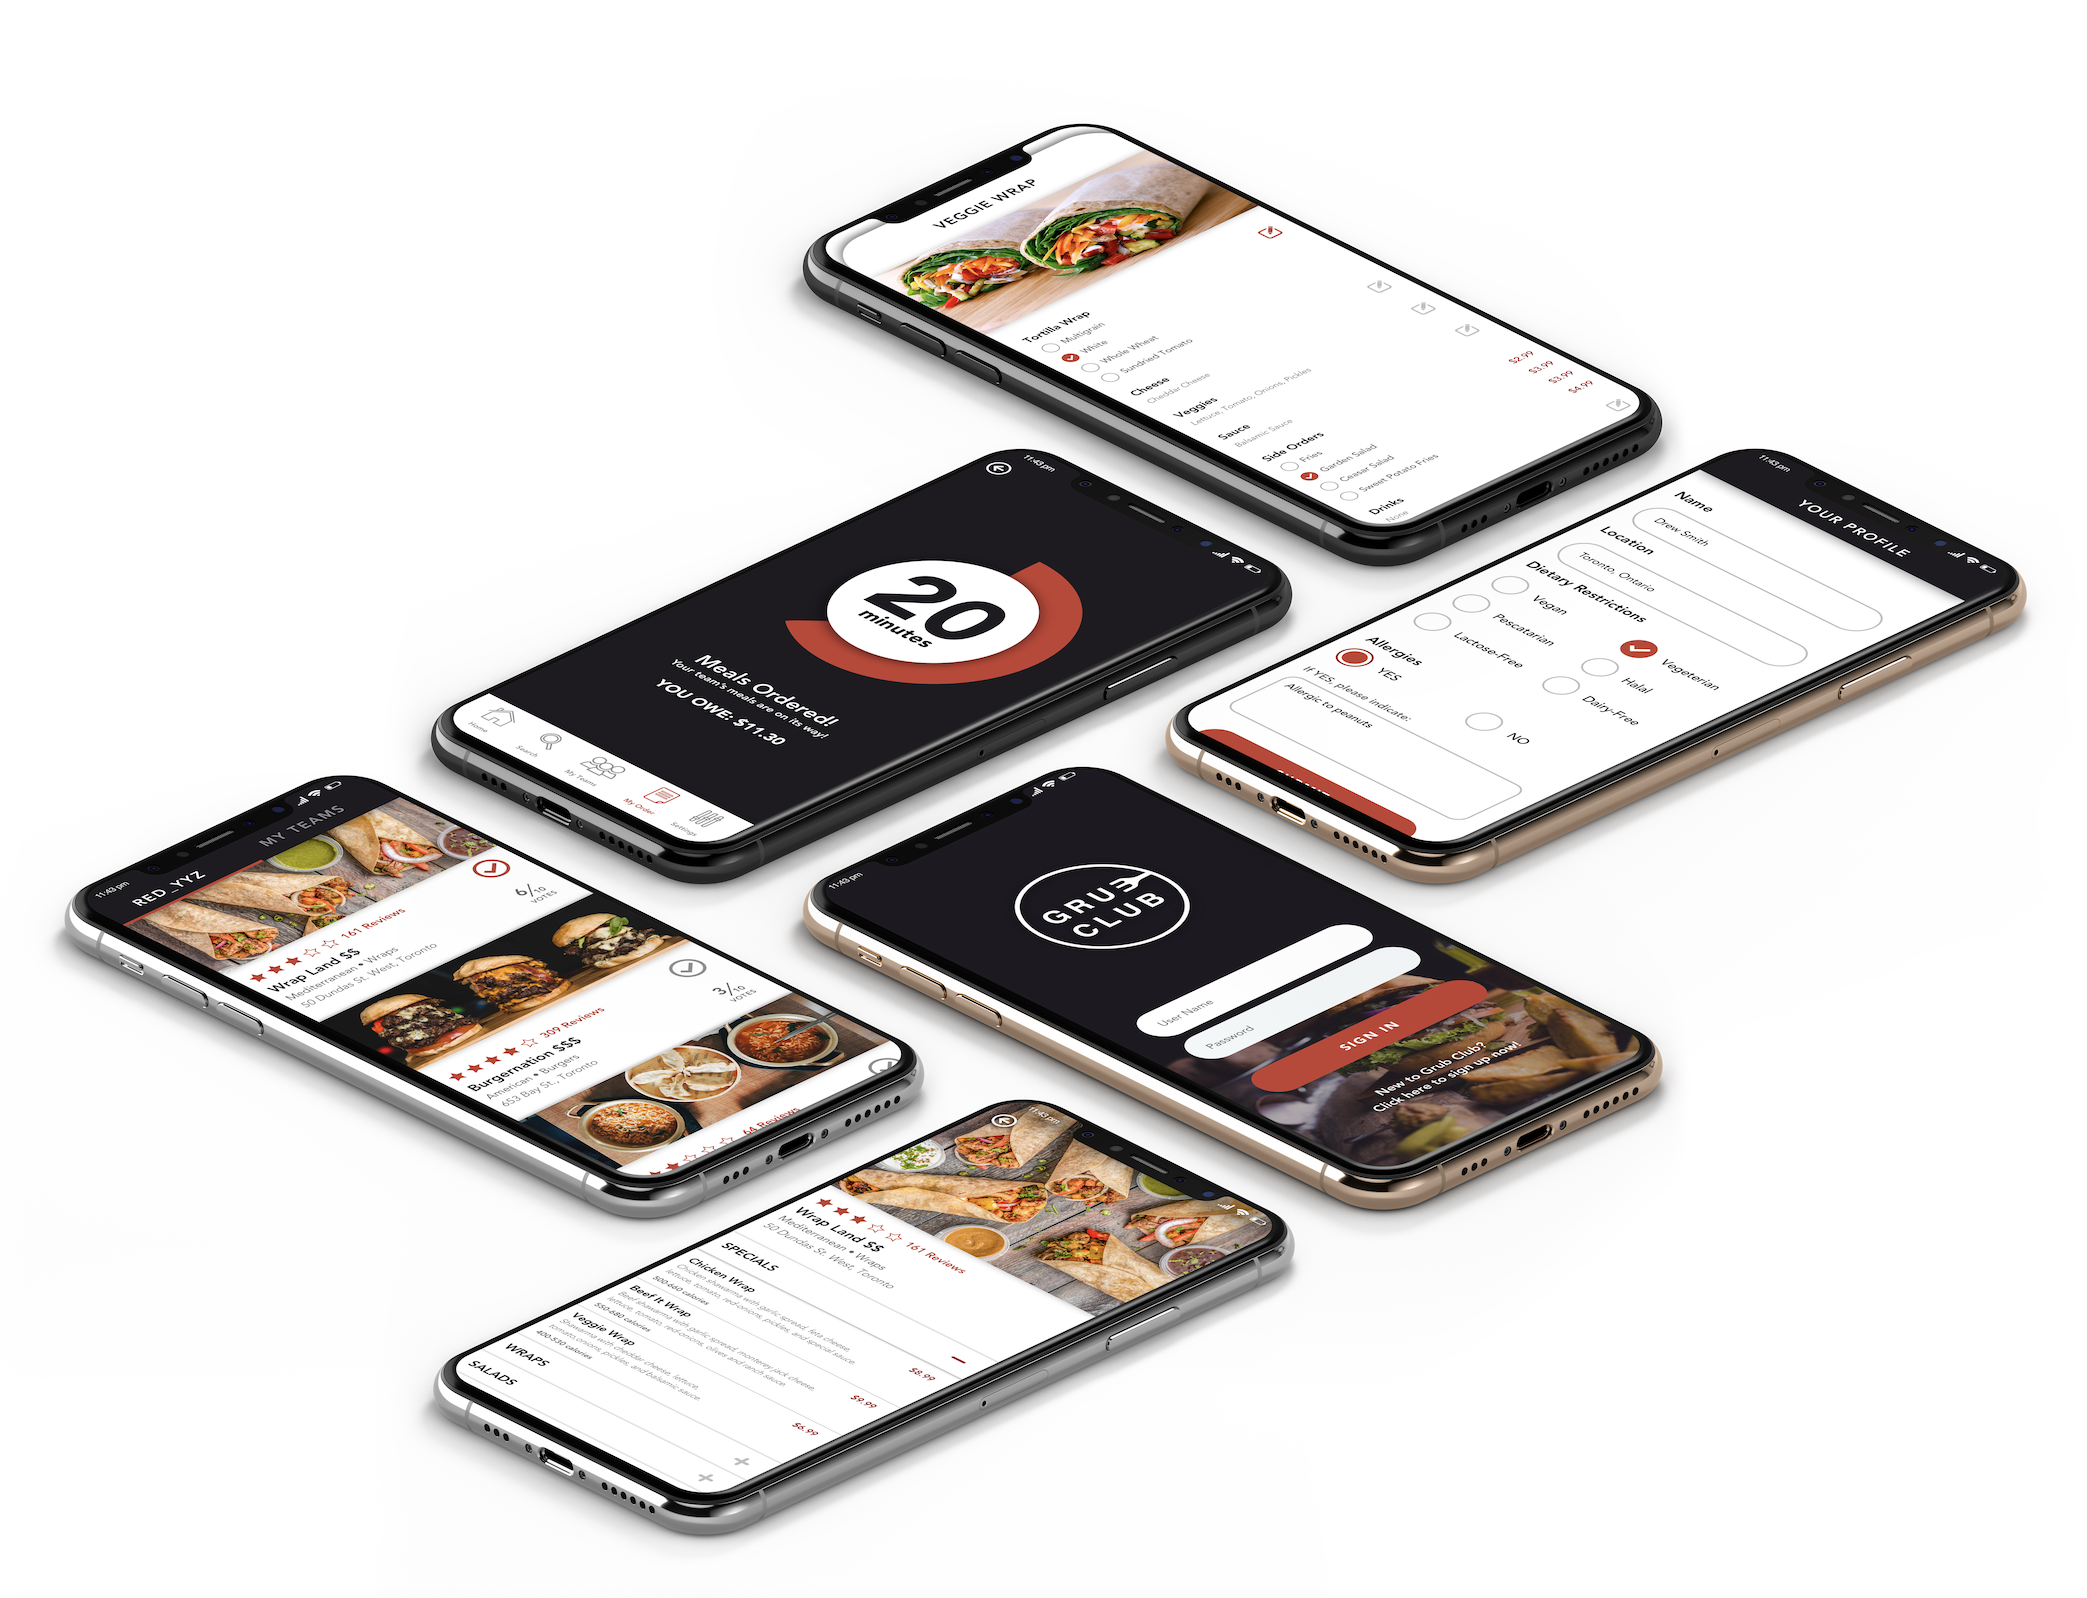 VEGGIE WRAP
Tortilla Wrap
Multigrain
White
Whole Wheat
Sundried Tomato
Cheese
Cheddar Cheese
Veggies
Lettuce, Tomato, Onions, Pickles
Sauce
Balsamic Sauce
Side Orders
Fries
$2.99
Garden Salad
$3.99
Ceasar Salad
$3.99
Sweet Potato Fries
$4.99
Drinks
None
11:43 pm
20
minutes
Meals Ordered!
Your team's meals are on its way!
YOU OWE: $11.30
Home
Search
My Teams
My Order
Settings
11:43 pm
YOUR PROFILE
Name
Drew Smith
Location
Toronto, Ontario
Dietary Restrictions
Vegan
Vegeterian
Pescatarian
Halal
Lactose-Free
Dairy-Free
Allergies
YES
NO
If YES, please indicate:
Allergic to peanuts
11:43 pm
RED_YYZ
MY TEAMS
161 Reviews
Wrap Land $$
Mediterranean • Wraps
50 Dundas St. West, Toronto
6/10
VOTES
309 Reviews
Burgernation $$$
American • Burgers
653 Bay St., Toronto
3/10
VOTES
64 Reviews
11:43 pm
GRUB
CLUB
User Name
Password
SIGN IN
New to Grub Club?
Click here to sign up now!
11:43 pm
161 Reviews
Wrap Land $$
Mediterranean • Wraps
50 Dundas St. West, Toronto
SPECIALS
Chicken Wrap
Chicken shawarma with garlic spread, feta cheese,
lettuce, tomato, red-onions, pickles, and special sauce.
500-660 calories
$8.99
Beef It Wrap
Beef shawarma with garlic spread, monterey jack cheese,
lettuce, tomato, red-onions, olives and ranch sauce.
550-680 calories
$9.99
Veggie Wrap
Shawarma with cheddar cheese, lettuce,
tomato,onions, pickles, and balsamic sauce.
400-530 calories
$6.99
WRAPS
SALADS